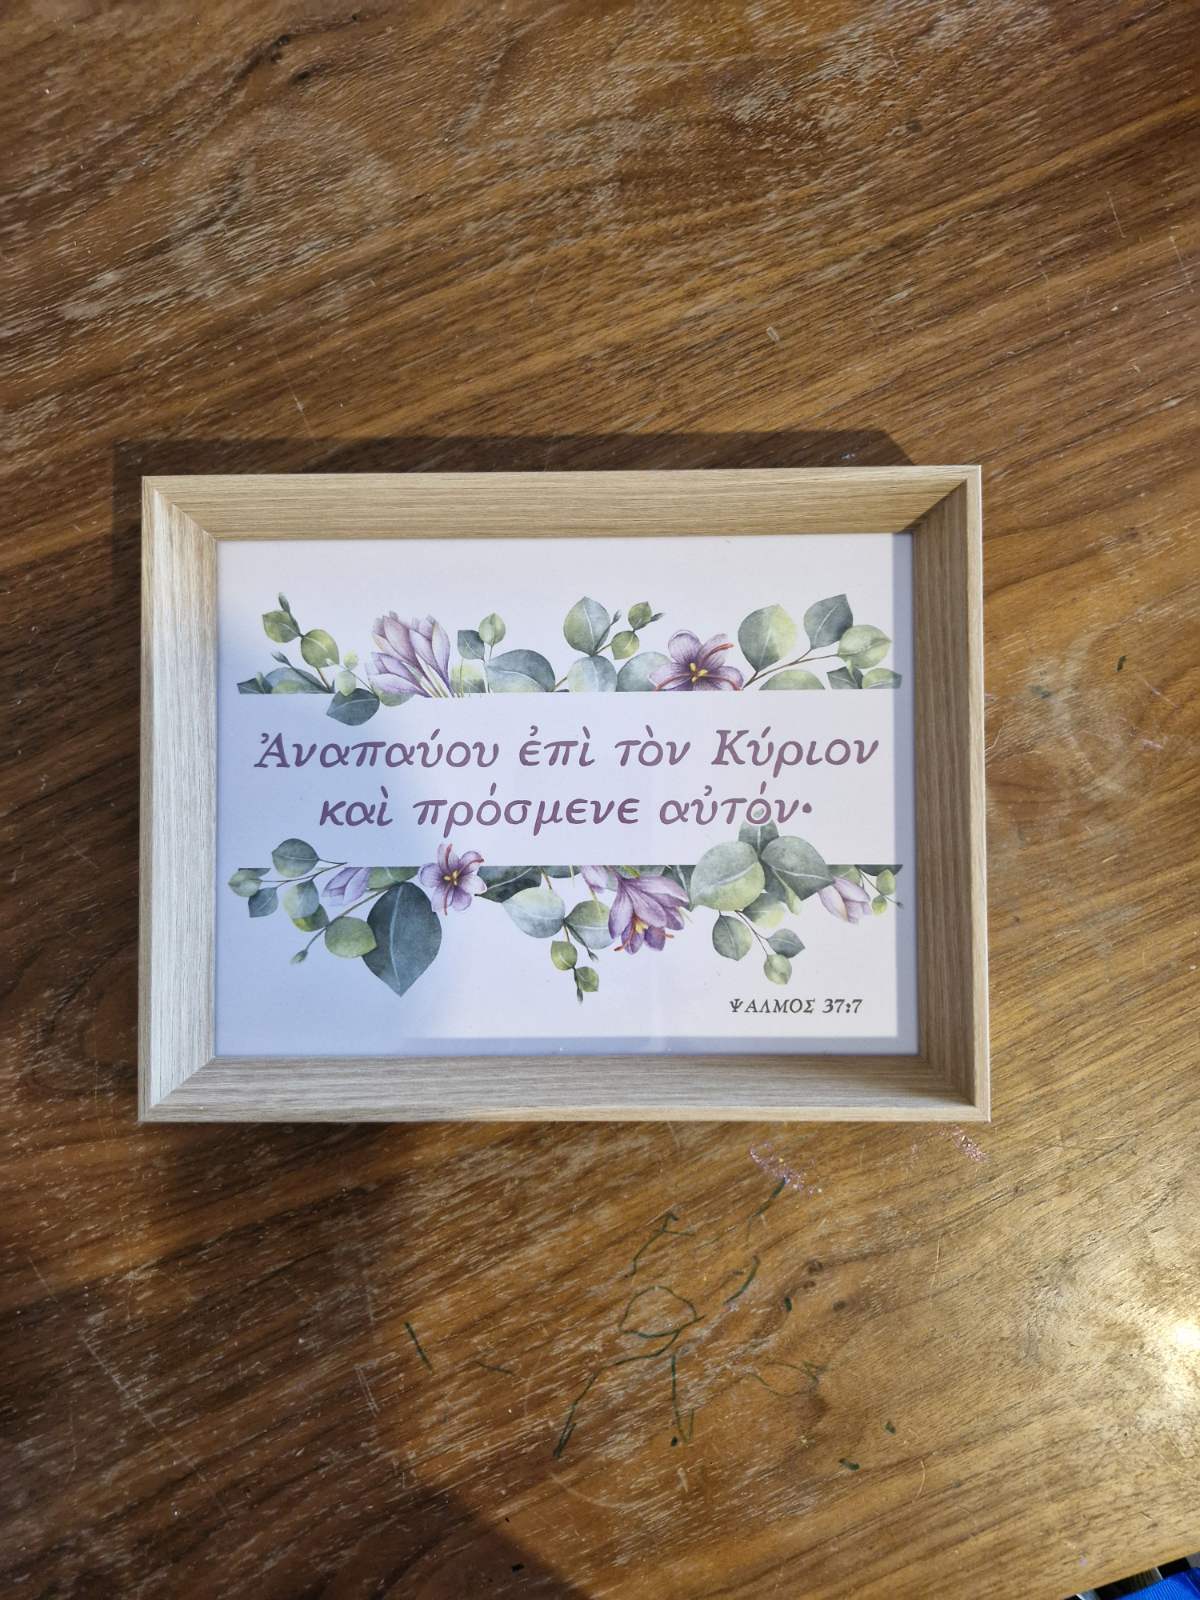 Ἀναπαύου ἐπὶ τὸν Κύριον
καὶ πρόσμενε αὐτόν·
ΨΑΛΜΟΣ 37:7